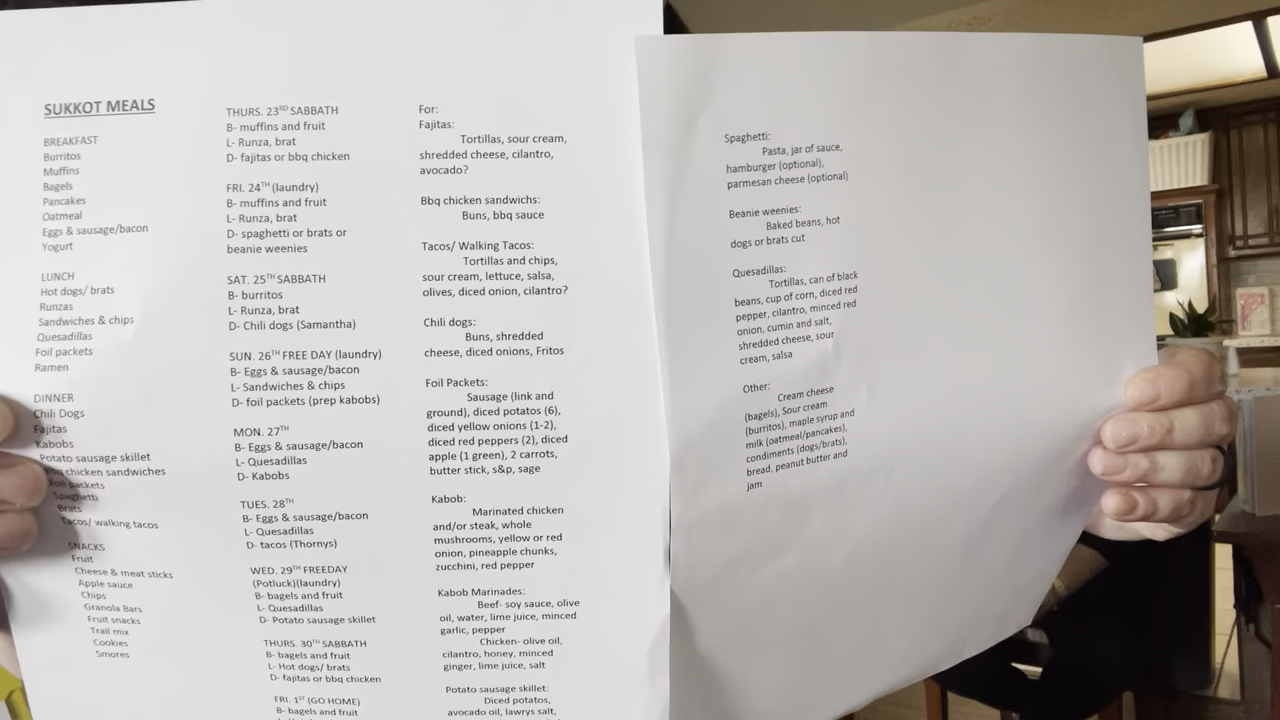 SUKKOT MEALS
BREAKFAST
Burritos
Muffins
Bagels
Pancakes
Oatmeal
Eggs & sausage/bacon
Yogurt
LUNCH
Hot dogs/ brats
Runzas
Sandwiches & chips
Quesadillas
Foil packets
Ramen
DINNER
Chili Dogs
Fajitas
Kabobs
Potato sausage skillet
chicken sandwiches
Foil packets
Spaghetti
Brats
Tacos/ walking tacos
SNACKS
Fruit
Cheese & meat sticks
Apple sauce
Chips
Granola Bars
Fruit snacks
Trail mix
Cookies
Smores
THURS. 23RD SABBATH
B- muffins and fruit
L- Runza, brat
D- fajitas or bbq chicken
FRI. 24TH (laundry)
B- muffins and fruit
L- Runza, brat
D- spaghetti or brats or
beanie weenies
SAT. 25TH SABBATH
B- burritos
L- Runza, brat
D- Chili dogs (Samantha)
SUN. 26TH FREE DAY (laundry)
B- Eggs & sausage/bacon
L- Sandwiches & chips
D- foil packets (prep kabobs)
MON. 27TH
B- Eggs & sausage/bacon
L- Quesadillas
D- Kabobs
TUES. 28TH
B- Eggs & sausage/bacon
L- Quesadillas
D- tacos (Thornys)
WED. 29TH FREEDAY
(Potluck)(laundry)
B- bagels and fruit
L- Quesadillas
D- Potato sausage skillet
THURS. 30TH SABBATH
B- bagels and fruit
L- Hot dogs/ brats
D- fajitas or bbq chicken
FRI. 1ST (GO HOME)
B- bagels and fruit
For:
Fajitas:
Tortillas, sour cream,
shredded cheese, cilantro,
avocado?
Bbq chicken sandwichs:
Buns, bbq sauce
Tacos/ Walking Tacos:
Tortillas and chips,
sour cream, lettuce, salsa,
olives, diced onion, cilantro?
Chili dogs:
Buns, shredded
cheese, diced onions, Fritos
Foil Packets:
Sausage (link and
ground), diced potatos (6),
diced yellow onions (1-2),
diced red peppers (2), diced
apple (1 green), 2 carrots,
butter stick, s&p, sage
Kabob:
Marinated chicken
and/or steak, whole
mushrooms, yellow or red
onion, pineapple chunks,
zucchini, red pepper
Kabob Marinades:
Beef- soy sauce, olive
oil, water, lime juice, minced
garlic, pepper
Chicken- olive oil,
cilantro, honey, minced
ginger, lime juice, salt
Potato sausage skillet:
Diced potatos,
avocado oil, lawrys salt,
Spaghetti:
Pasta, jar of sauce,
hamburger (optional),
parmesan cheese (optional)
Beanie weenies:
Baked beans, hot
dogs or brats cut
Quesadillas:
Tortillas, can of black
beans, cup of corn, diced red
pepper, cilantro, minced red
onion, cumin and salt,
shredded cheese, sour
cream, salsa
Other:
Cream cheese
(bagels), Sour cream
(burritos), maple syrup and
milk (oatmeal/pancakes),
condiments (dogs/brats),
bread, peanut butter and
jam